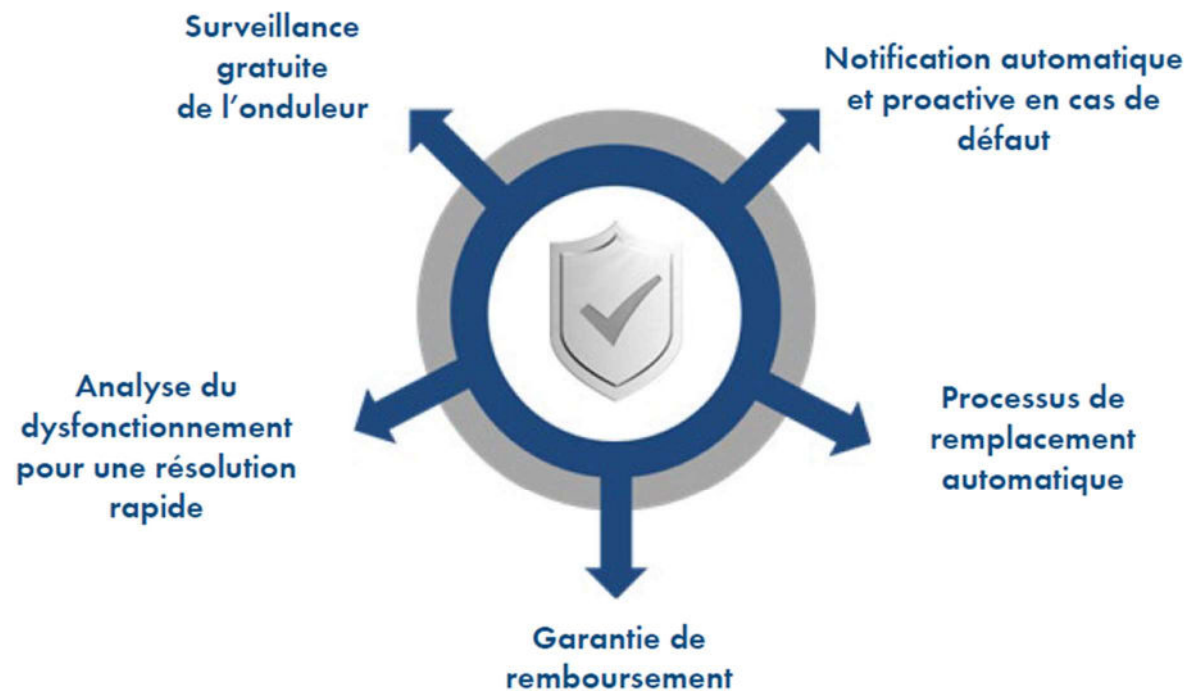 Surveillance
gratuite
de l’onduleur
Notification automatique
et proactive en cas de
défaut
Analyse du
dysfonctionnement
pour une résolution
rapide
Processus de
remplacement
automatique
Garantie de
remboursement